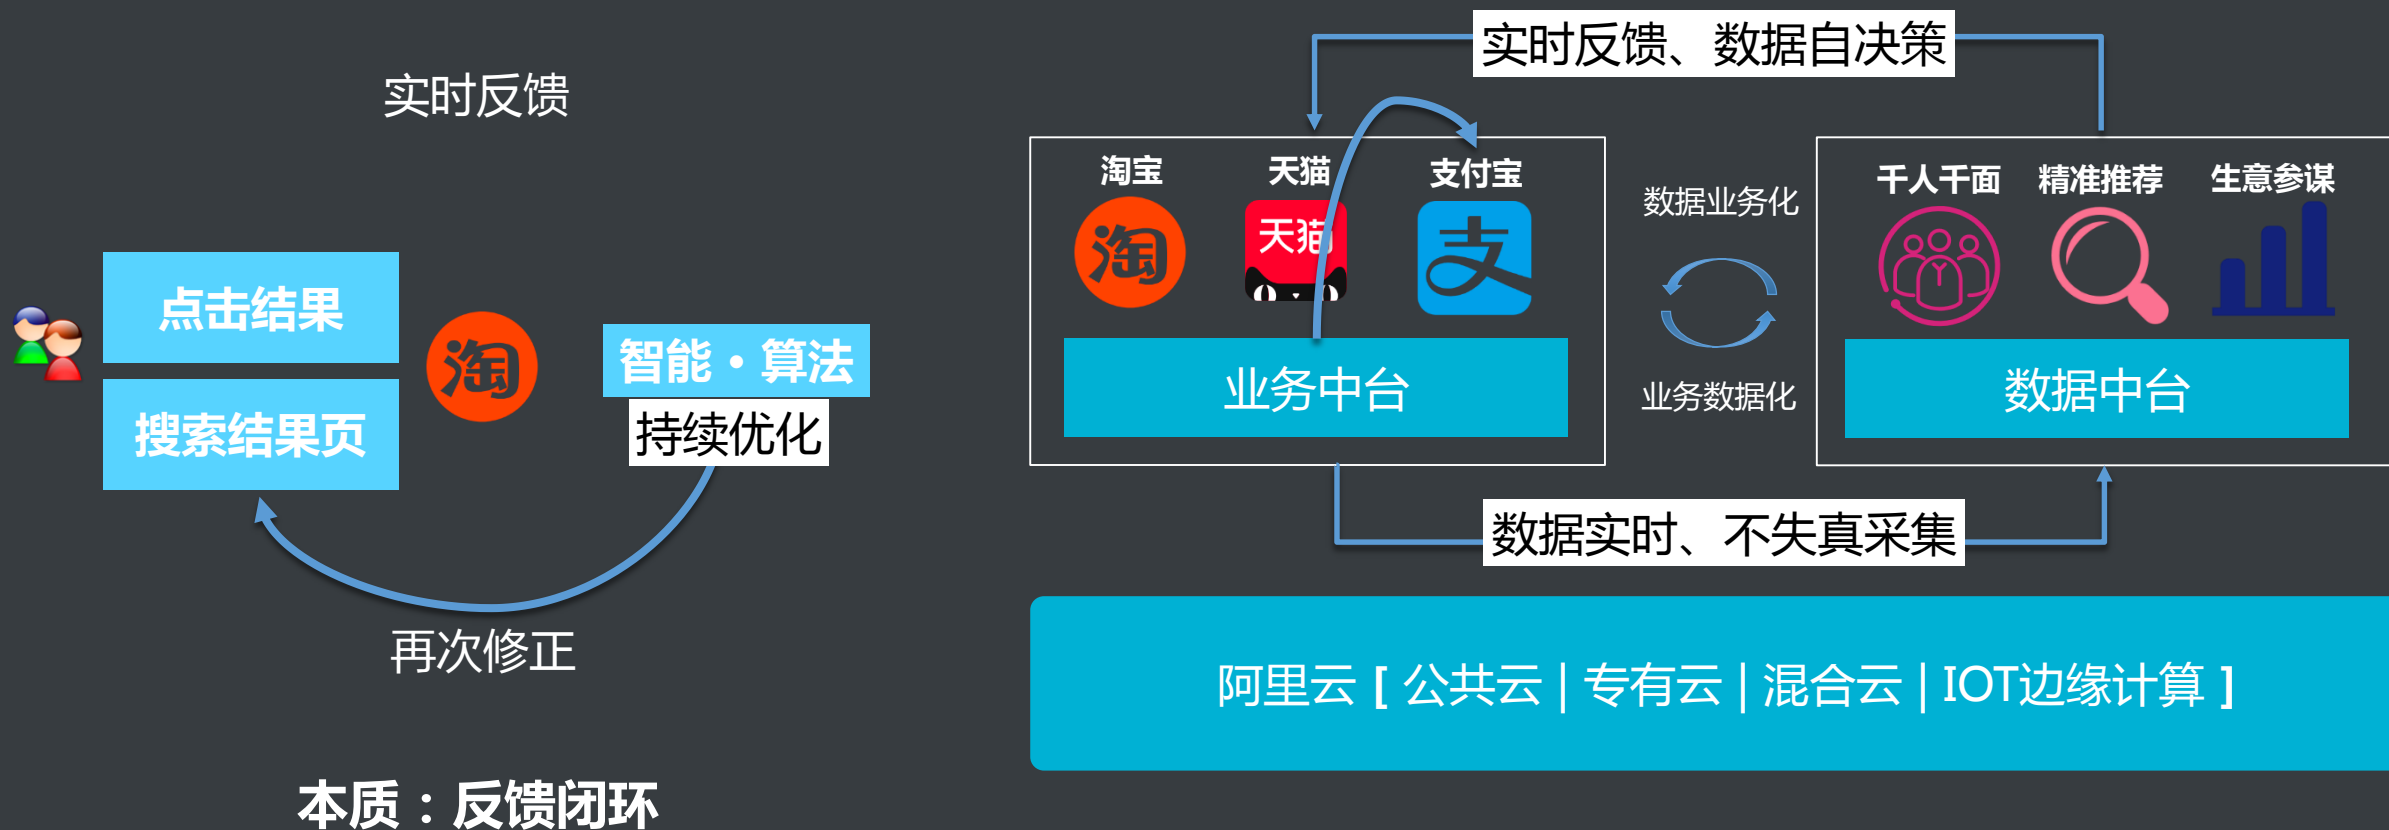 实时反馈
点击结果
搜索结果页
淘
智能·算法
持续优化
再次修正
本质：反馈闭环
实时反馈、数据自决策
淘宝
天猫
支付宝
淘
天猫
支
业务中台
数据业务化
业务数据化
千人千面
精准推荐
生意参谋
数据中台
数据实时、不失真采集
阿里云 [ 公共云 | 专有云 | 混合云 | IOT边缘计算 ]